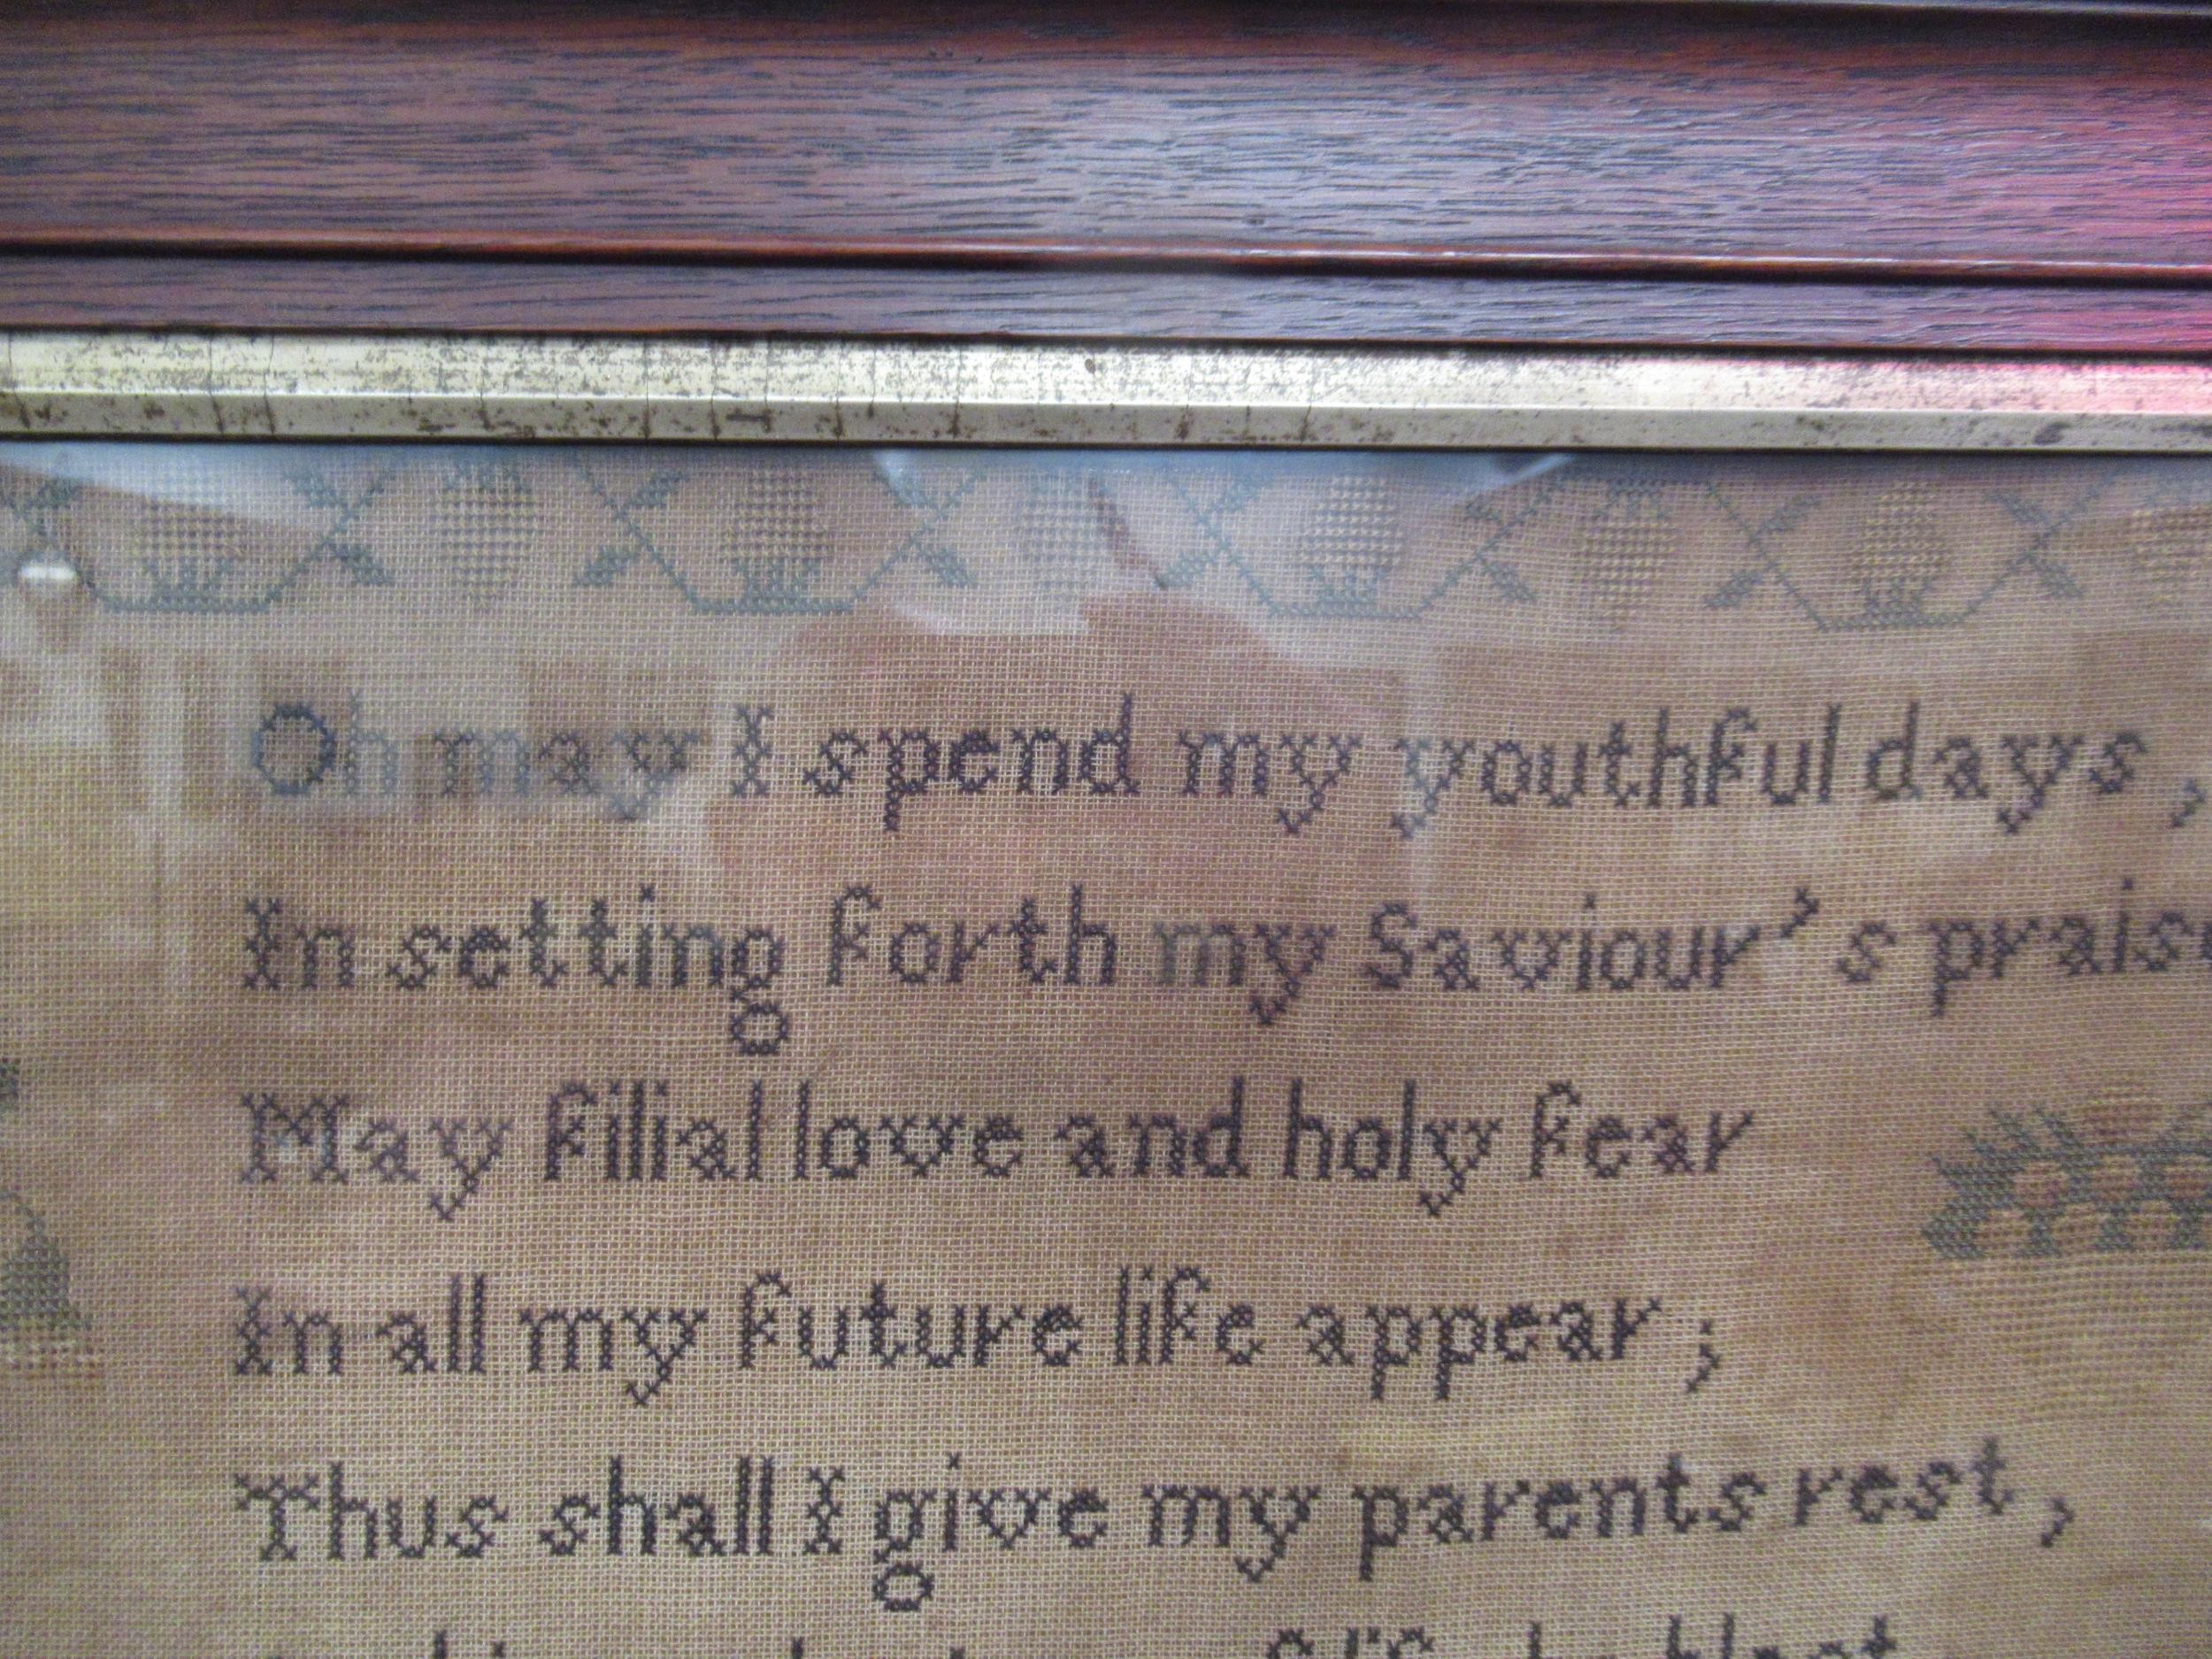 Oh may I spend my youthful days,
In setting forth my Saviour's
May filial love and holy fear
In all my future life appear;
Thus shall I give my parents rest,